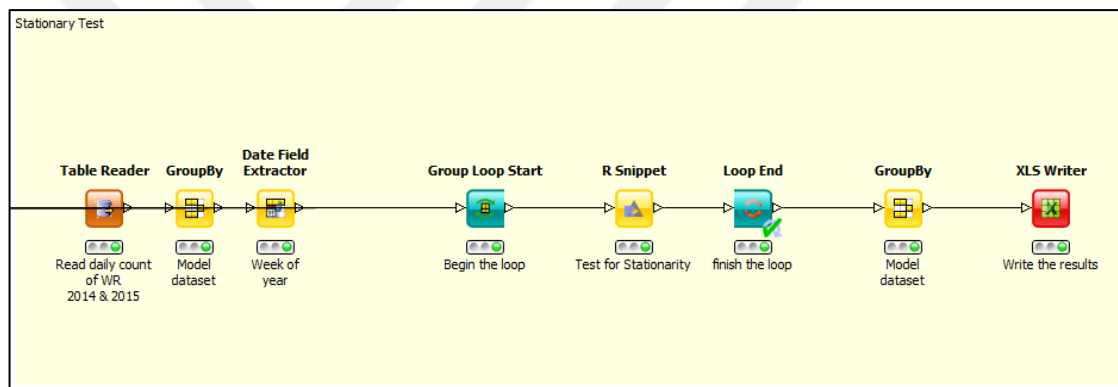 Stationary Test
Table Reader
GroupBy
Date Field
Extractor
Group Loop Start
R Snippet
Loop End
GroupBy
XLS Writer
Read daily count
of WR
2014 & 2015
Model
dataset
Week of
year
Begin the loop
Test for Stationarity
finish the loop
Model
dataset
Write the results